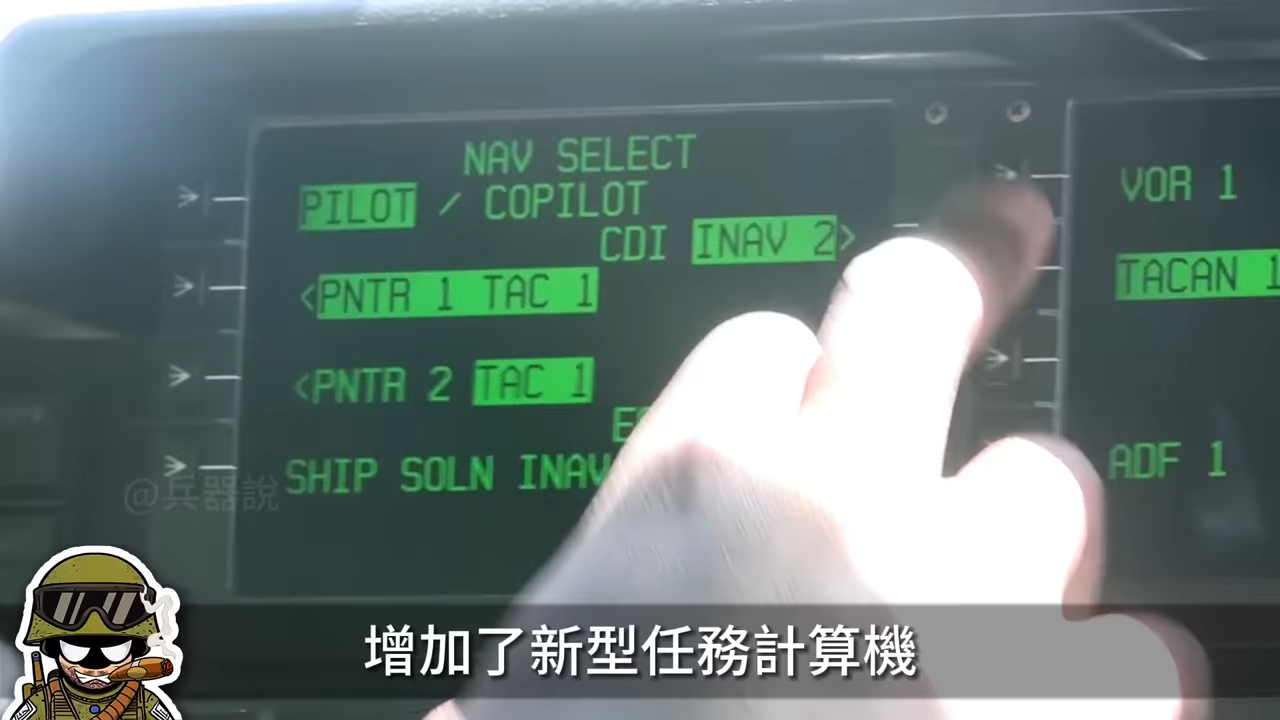 NAV SELECT
PILOT / COPILOT
CDI INAV 2>
<PNTR 1 TAC 1
<PNTR 2 TAC 1
SHIP SOLN INAV
VOR 1
TACAN 1
ADF 1
@兵器說
增加了新型任務計算機